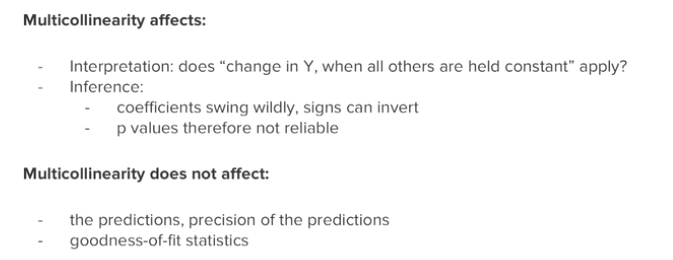 Multicollinearity affects:
- Interpretation: does “change in Y, when all others are held const” apply?
- Inference:
- coefficients swing wildly, signs can invert
- p values therefore not reliable
Multicollinearity does not affect:
- the predictions, precision of the predictions
- goodness-of-fit statistics